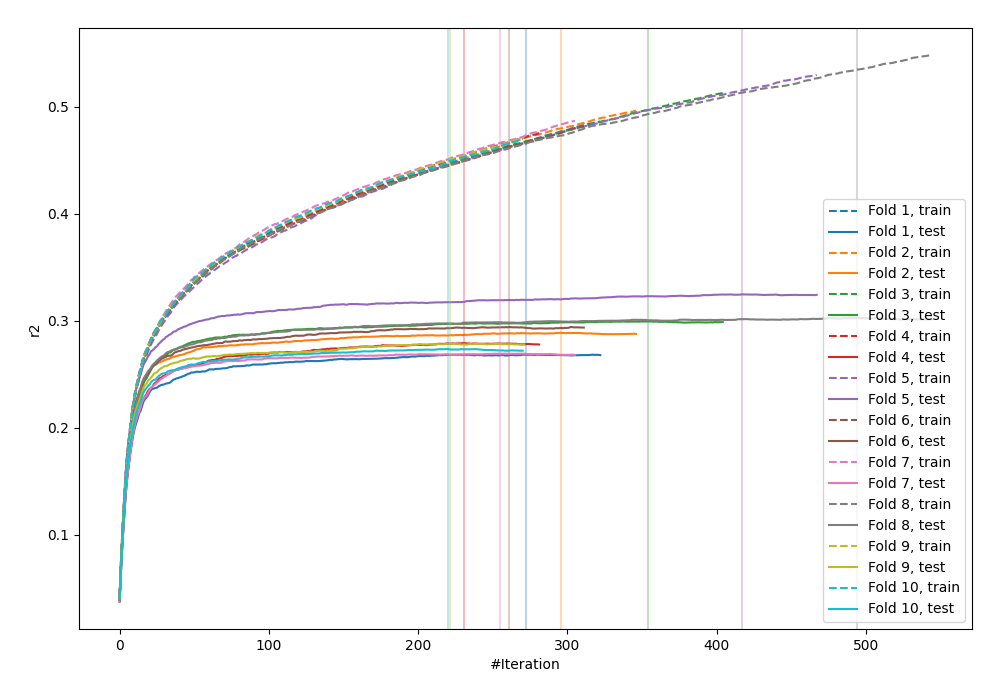 0.5
0.4
0.3
0.2
0.1
r2
0
100
200
300
400
500
#Iteration
Fold 1, train
Fold 1, test
Fold 2, train
Fold 2, test
Fold 3, train
Fold 3, test
Fold 4, train
Fold 4, test
Fold 5, train
Fold 5, test
Fold 6, train
Fold 6, test
Fold 7, train
Fold 7, test
Fold 8, train
Fold 8, test
Fold 9, train
Fold 9, test
Fold 10, train
Fold 10, test